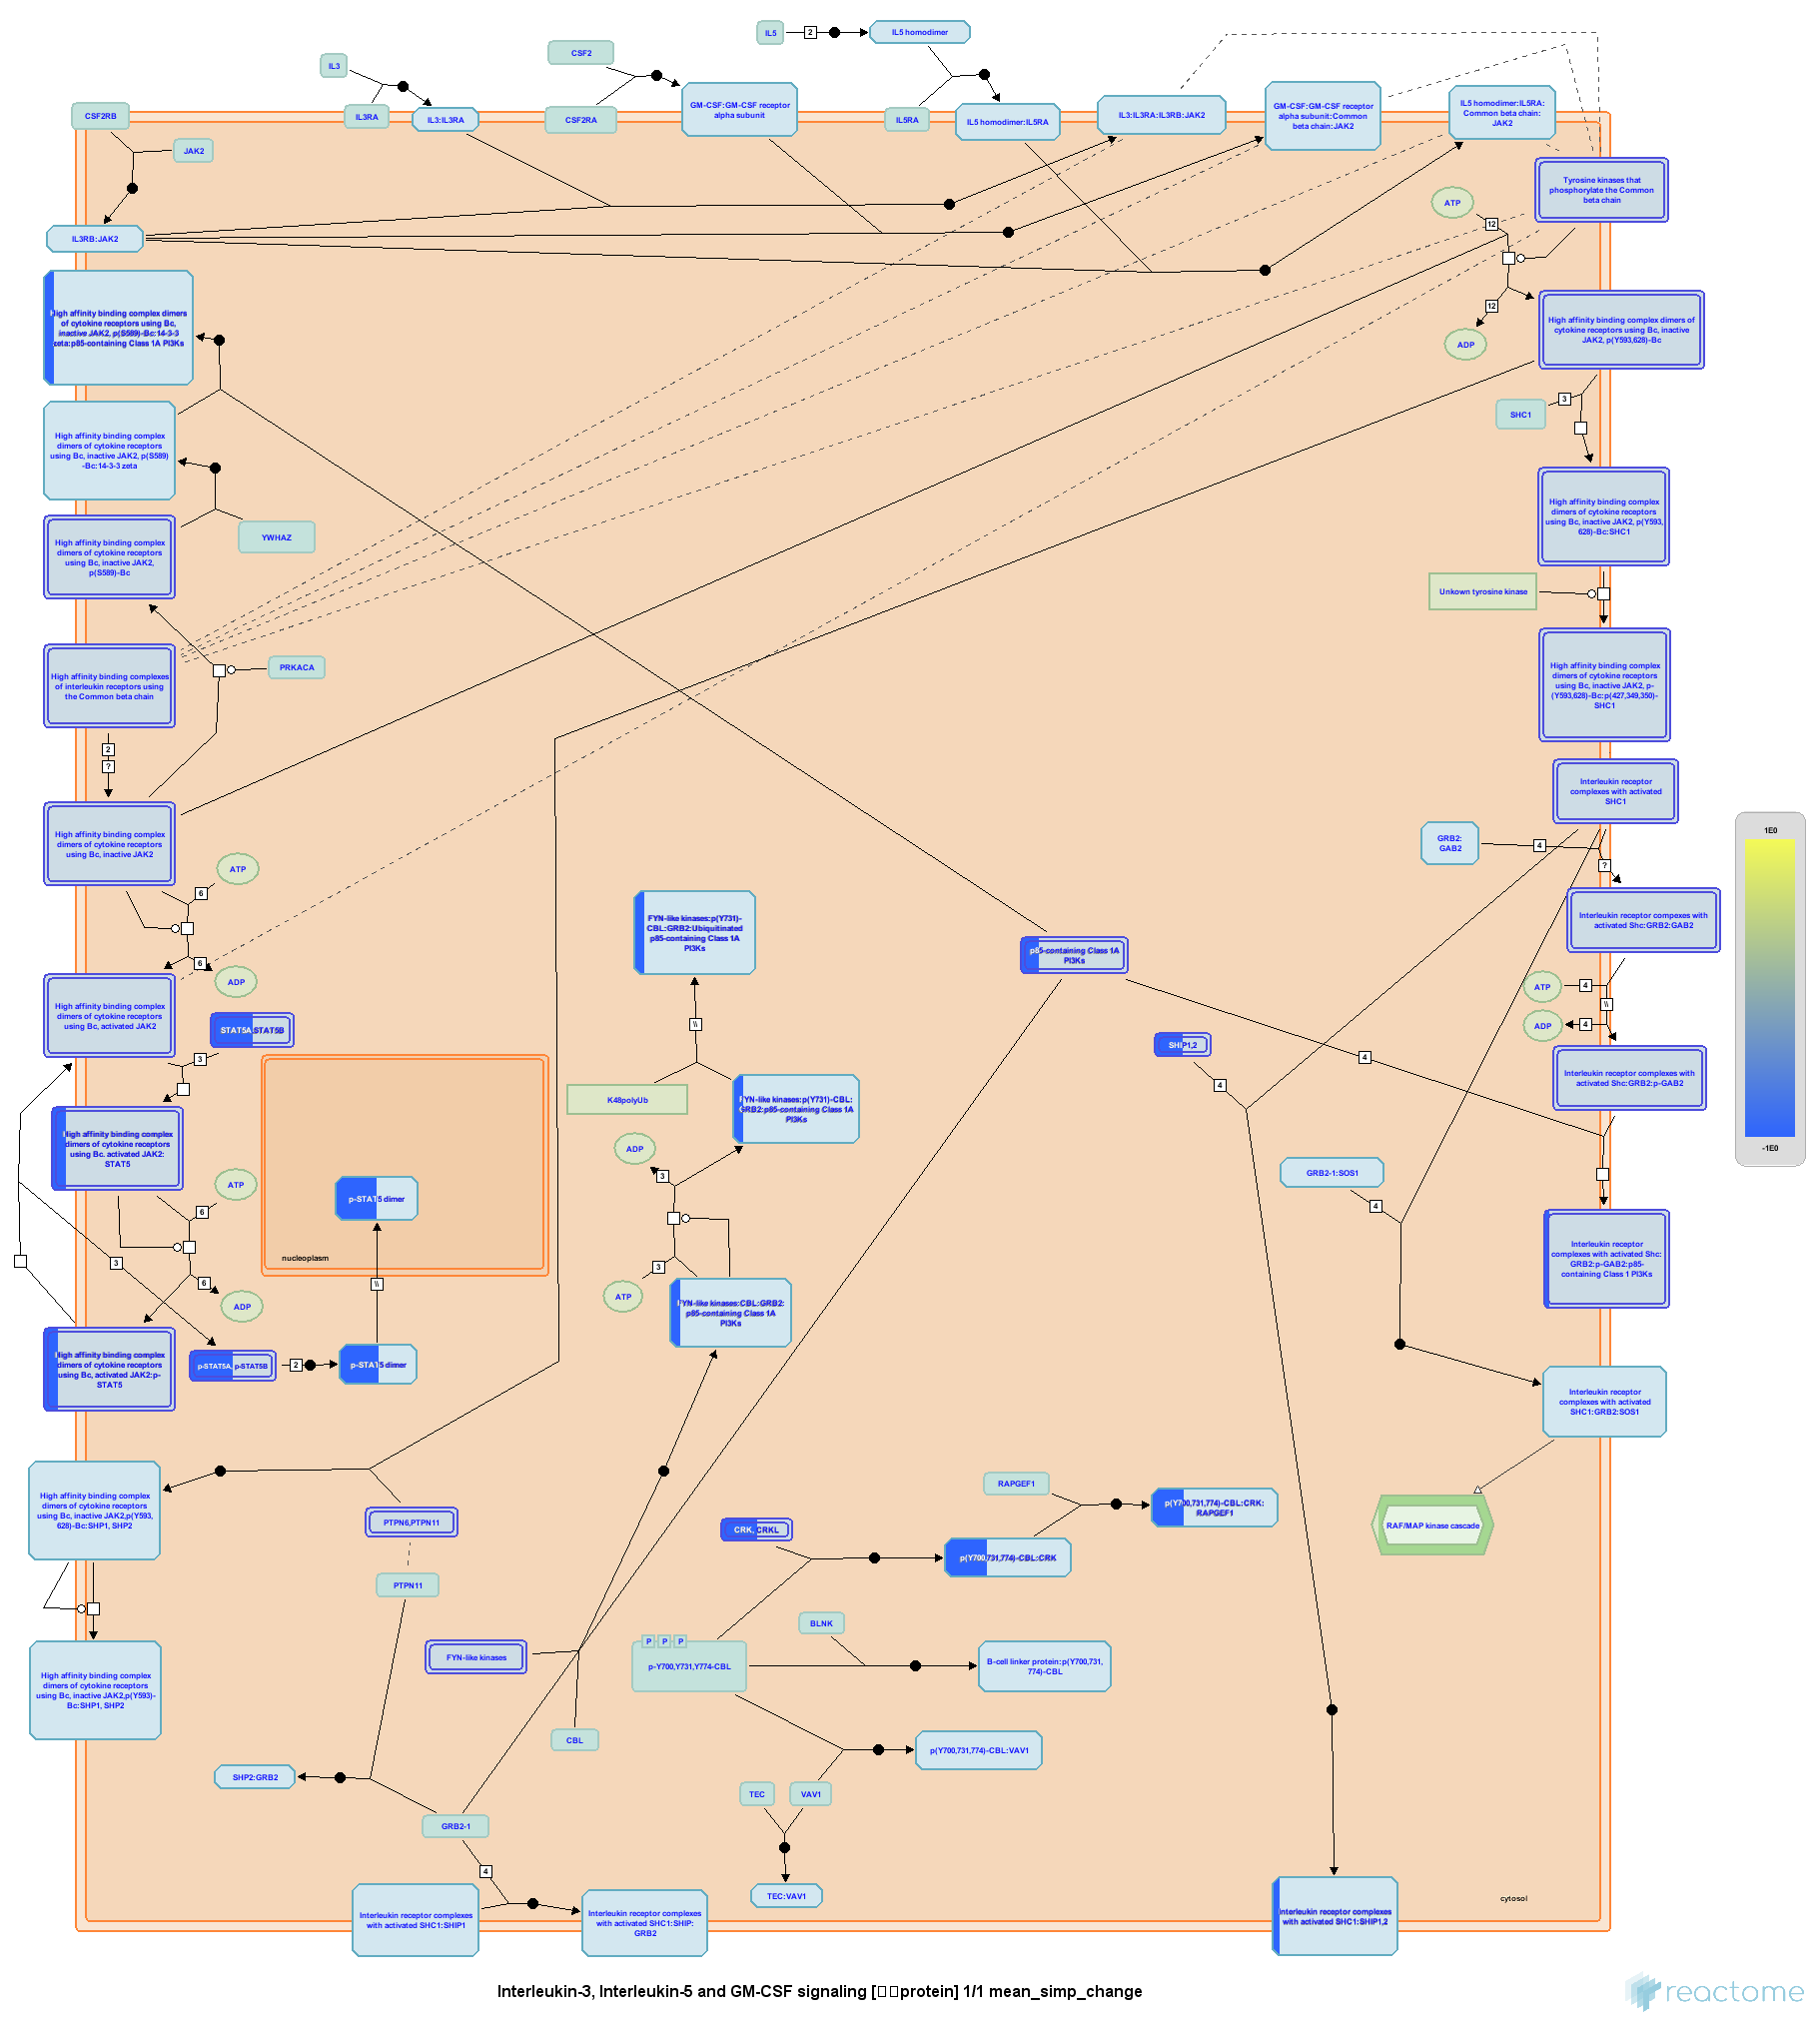 IL5
2
IL5 homodimer
CSF2
IL3
CSF2RB
IL3RA
IL3:IL3RA
CSF2RA
GM-CSF:GM-CSF receptor
alpha subunit
IL5RA
IL5 homodimer:IL5RA
IL3:IL3RA:IL3RB:JAK2
GM-CSF:GM-CSF receptor
alpha subunit:Common
beta chain:JAK2
IL5 homodimer:IL5RA:
Common beta chain:
JAK2
JAK2
Tyrosine kinases that
phosphorylate the Common
beta chain
ATP
12
IL3RB:JAK2
High affinity binding complex dimers
of cytokine receptors using Bc,
inactive JAK2, p(S589)-Bc:14-3-3
zeta:p85-containing Class 1A PI3Ks
12
ADP
High affinity binding complex dimers of
cytokine receptors using Bc, inactive
JAK2, p(Y593,628)-Bc
3
SHC1
High affinity binding complex
dimers of cytokine receptors
using Bc, inactive JAK2, p(S589)
-Bc:14-3-3 zeta
High affinity binding complex
dimers of cytokine receptors
using Bc, inactive JAK2, p(Y593,
628)-Bc:SHC1
YWHAZ
High affinity binding complex
dimers of cytokine receptors
using Bc, inactive JAK2,
p(S589)-Bc
Unkown tyrosine kinase
High affinity binding complexes
of interleukin receptors using
the Common beta chain
PRKACA
High affinity binding complex
dimers of cytokine receptors
using Bc, inactive JAK2, p-
(Y593,628)-Bc:p(427,349,350)-
SHC1
2
?
Interleukin receptor
complexes with activated
SHC1
High affinity binding complex
dimers of cytokine receptors
using Bc, inactive JAK2
GRB2:
GAB2
4
?
1E0
-1E0
ATP
6
6
ADP
FYN-like kinases:p(Y731)-
CBL:GRB2:Ubiquitinated
p85-containing Class 1A
PI3Ks
p85-containing Class 1A
PI3Ks
Interleukin receptor compexes with
activated Shc:GRB2:GAB2
ATP
4
\\
ADP
4
High affinity binding complex
dimers of cytokine receptors
using Bc, activated JAK2
STAT5A,STAT5B
3
\\
SHIP1,2
4
4
Interleukin receptor complexes with
activated Shc:GRB2:p-GAB2
K48polyUb
FYN-like kinases:p(Y731)-CBL:
GRB2:p85-containing Class 1A
PI3Ks
High affinity binding complex
dimers of cytokine receptors
using Bc. activated JAK2:
STAT5
ADP
3
ATP
6
p-STAT5 dimer
nucleoplasm
GRB2-1:SOS1
4
3
6
ADP
\\
3
ATP
FYN-like kinases:CBL:GRB2:
p85-containing Class 1A
PI3Ks
Interleukin receptor
complexes with activated Shc:
GRB2:p-GAB2:p85-
containing Class 1 PI3Ks
High affinity binding complex
dimers of cytokine receptors
using Bc, activated JAK2:p-
STAT5
p-STAT5A, p-STAT5B
2
p-STAT5 dimer
Interleukin receptor
complexes with activated
SHC1:GRB2:SOS1
High affinity binding complex
dimers of cytokine receptors
using Bc, inactive JAK2,p(Y593,
628)-Bc:SHP1, SHP2
RAPGEF1
p(Y700,731,774)-CBL:CRK:
RAPGEF1
PTPN6,PTPN11
CRK, CRKL
RAF/MAP kinase cascade
p(Y700,731,774)-CBL:CRK
PTPN11
BLNK
P
P
P
p-Y700,Y731,Y774-CBL
FYN-like kinases
B-cell linker protein:p(Y700,731,
774)-CBL
High affinity binding complex
dimers of cytokine receptors
using Bc, inactive JAK2,p(Y593)-
Bc:SHP1, SHP2
CBL
p(Y700,731,774)-CBL:VAV1
SHP2:GRB2
TEC
VAV1
GRB2-1
4
TEC:VAV1
Interleukin receptor complexes
with activated SHC1:SHIP1
Interleukin receptor complexes
with activated SHC1:SHIP:
GRB2
Interleukin receptor complexes
with activated SHC1:SHIP1,2
cytosol
Interleukin-3, Interleukin-5 and GM-CSF signaling [□□protein] 1/1 mean_simp_change
reactome